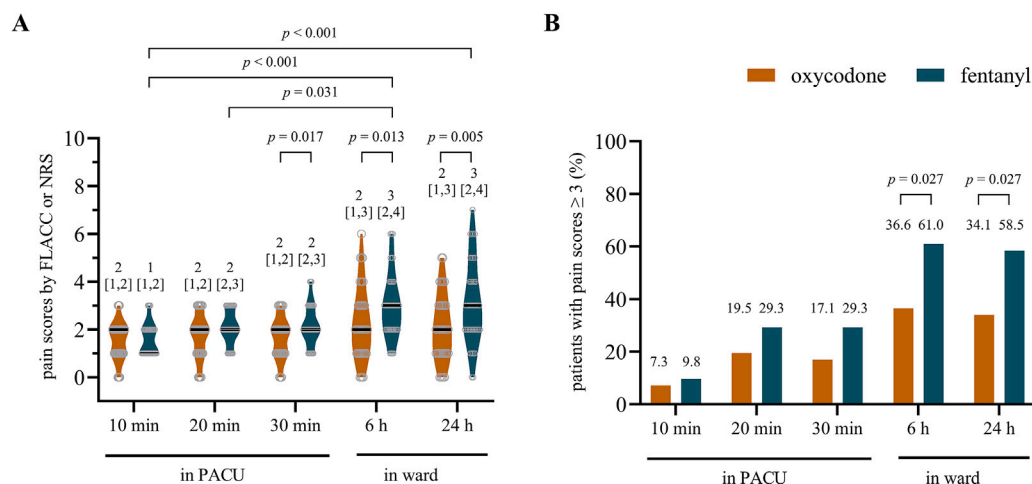 A
p < 0.001
p < 0.001
p = 0.031
p = 0.017
p = 0.013
p = 0.005
pain scores by FLACC or NRS
10
8
6
4
2
0
2
[1,2]
1
[1,2]
2
[1,2]
2
[2,3]
2
[1,2]
2
[2,3]
2
[1,3]
3
[2,4]
2
[1,3]
3
[2,4]
10 min
20 min
30 min
6 h
24 h
in PACU
in ward
B
oxycodone
fentanyl
patients with pain scores ≥ 3 (%)
100
80
60
40
20
0
7.3 9.8
19.5 29.3
17.1 29.3
p = 0.027
36.6 61.0
p = 0.027
34.1 58.5
10 min
20 min
30 min
6 h
24 h
in PACU
in ward